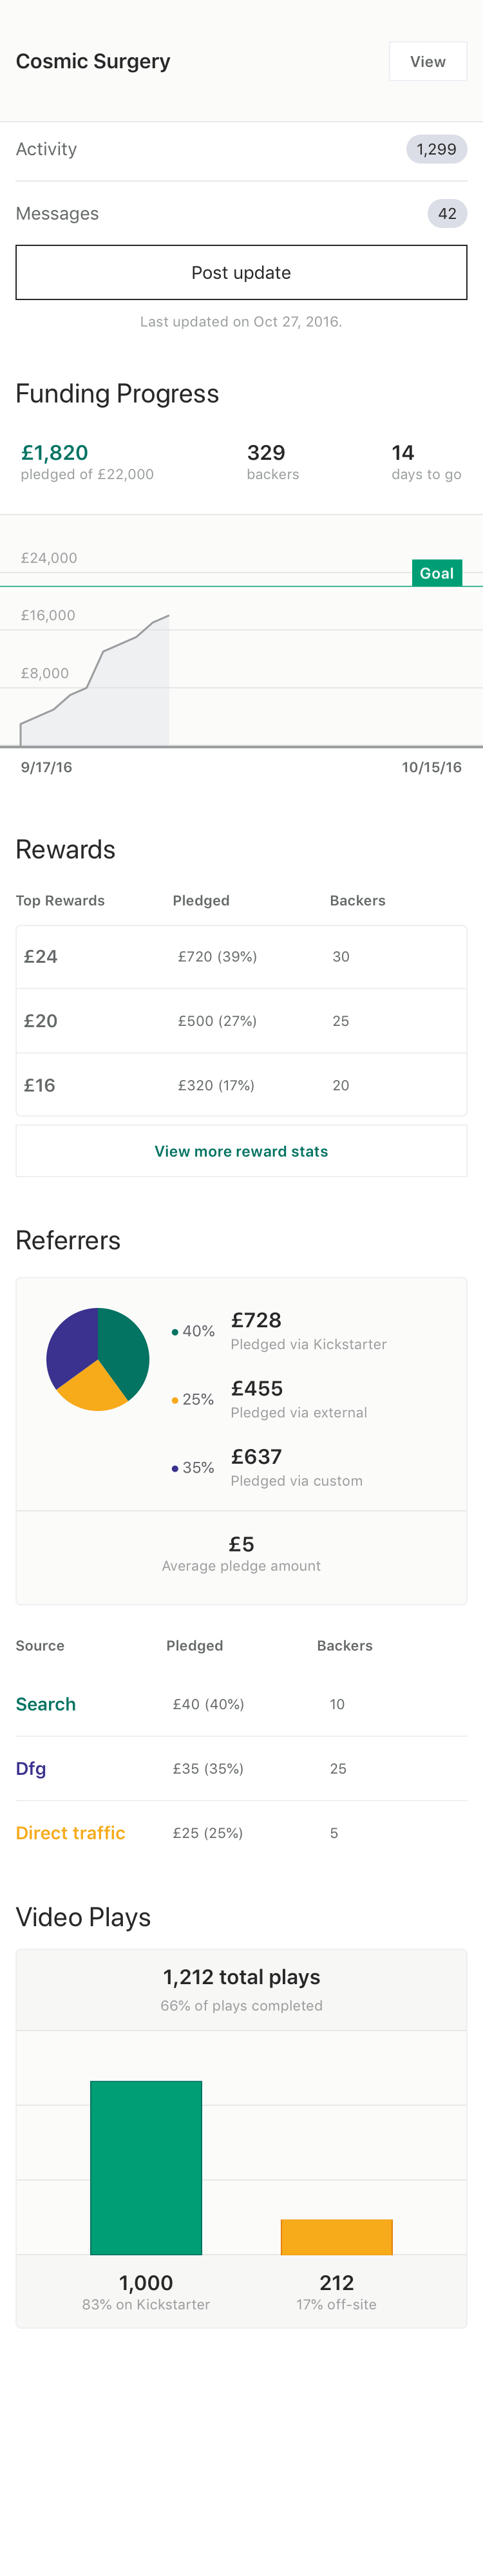 Cosmic Surgery
View
Activity
1,299
Messages
42
Post update
Last updated on Oct 27, 2016.
Funding Progress
£1,820
329
14
pledged of £22,000
backers
days to go
£24,000
Goal
£16,000
£8,000
9/17/16
10/15/16
Rewards
Top Rewards
Pledged
Backers
£24
£720 (39%)
30
£20
£500 (27%)
25
£16
£320 (17%)
20
View more reward stats
Referrers
40%
£728
Pledged via Kickstarter
25%
£455
Pledged via external
35%
£637
Pledged via custom
£5
Average pledge amount
Source
Pledged
Backers
Search
£40 (40%)
10
Dfg
£35 (35%)
25
Direct traffic
£25 (25%)
5
Video Plays
1,212 total plays
66% of plays completed
1,000
83% on Kickstarter
212
17% off-site